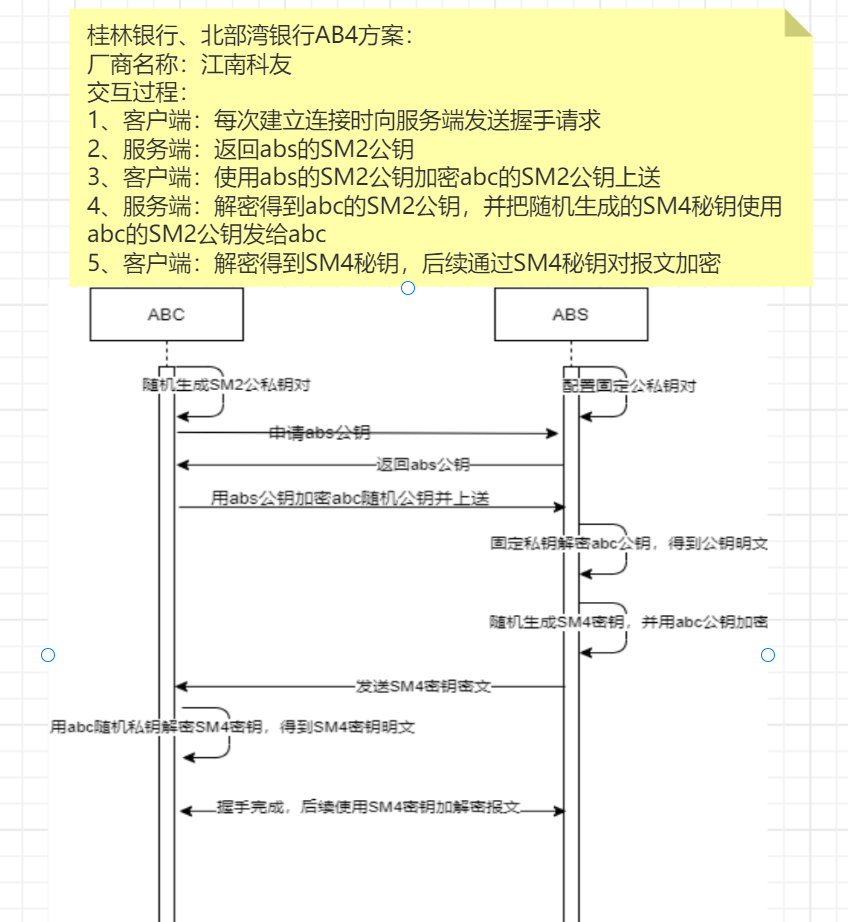 桂林银行、北部湾银行AB4方案：
厂商名称：江南科友
交互过程：
1、客户端：每次建立连接时向服务端发送握手请求
2、服务端：返回abs的SM2公钥
3、客户端：使用abs的SM2公钥加密abc的SM2公钥上送
4、服务端：解密得到abc的SM2公钥，并把随机生成的SM4秘钥使用
abc的SM2公钥发给abc
5、客户端：解密得到SM4秘钥，后续通过SM4秘钥对报文加密
ABC
ABS
随机生成SM2公私钥对
配置固定公私钥对
申请abs公钥
返回abs公钥
用abs公钥加密abc随机公钥并上送
固定私钥解密abc公钥，得到公钥明文
随机生成SM4密钥，并用abc公钥加密
发送SM4密钥密文
用abc随机私钥解密SM4密钥，得到SM4密钥明文
握手完成，后续使用SM4密钥加解密报文